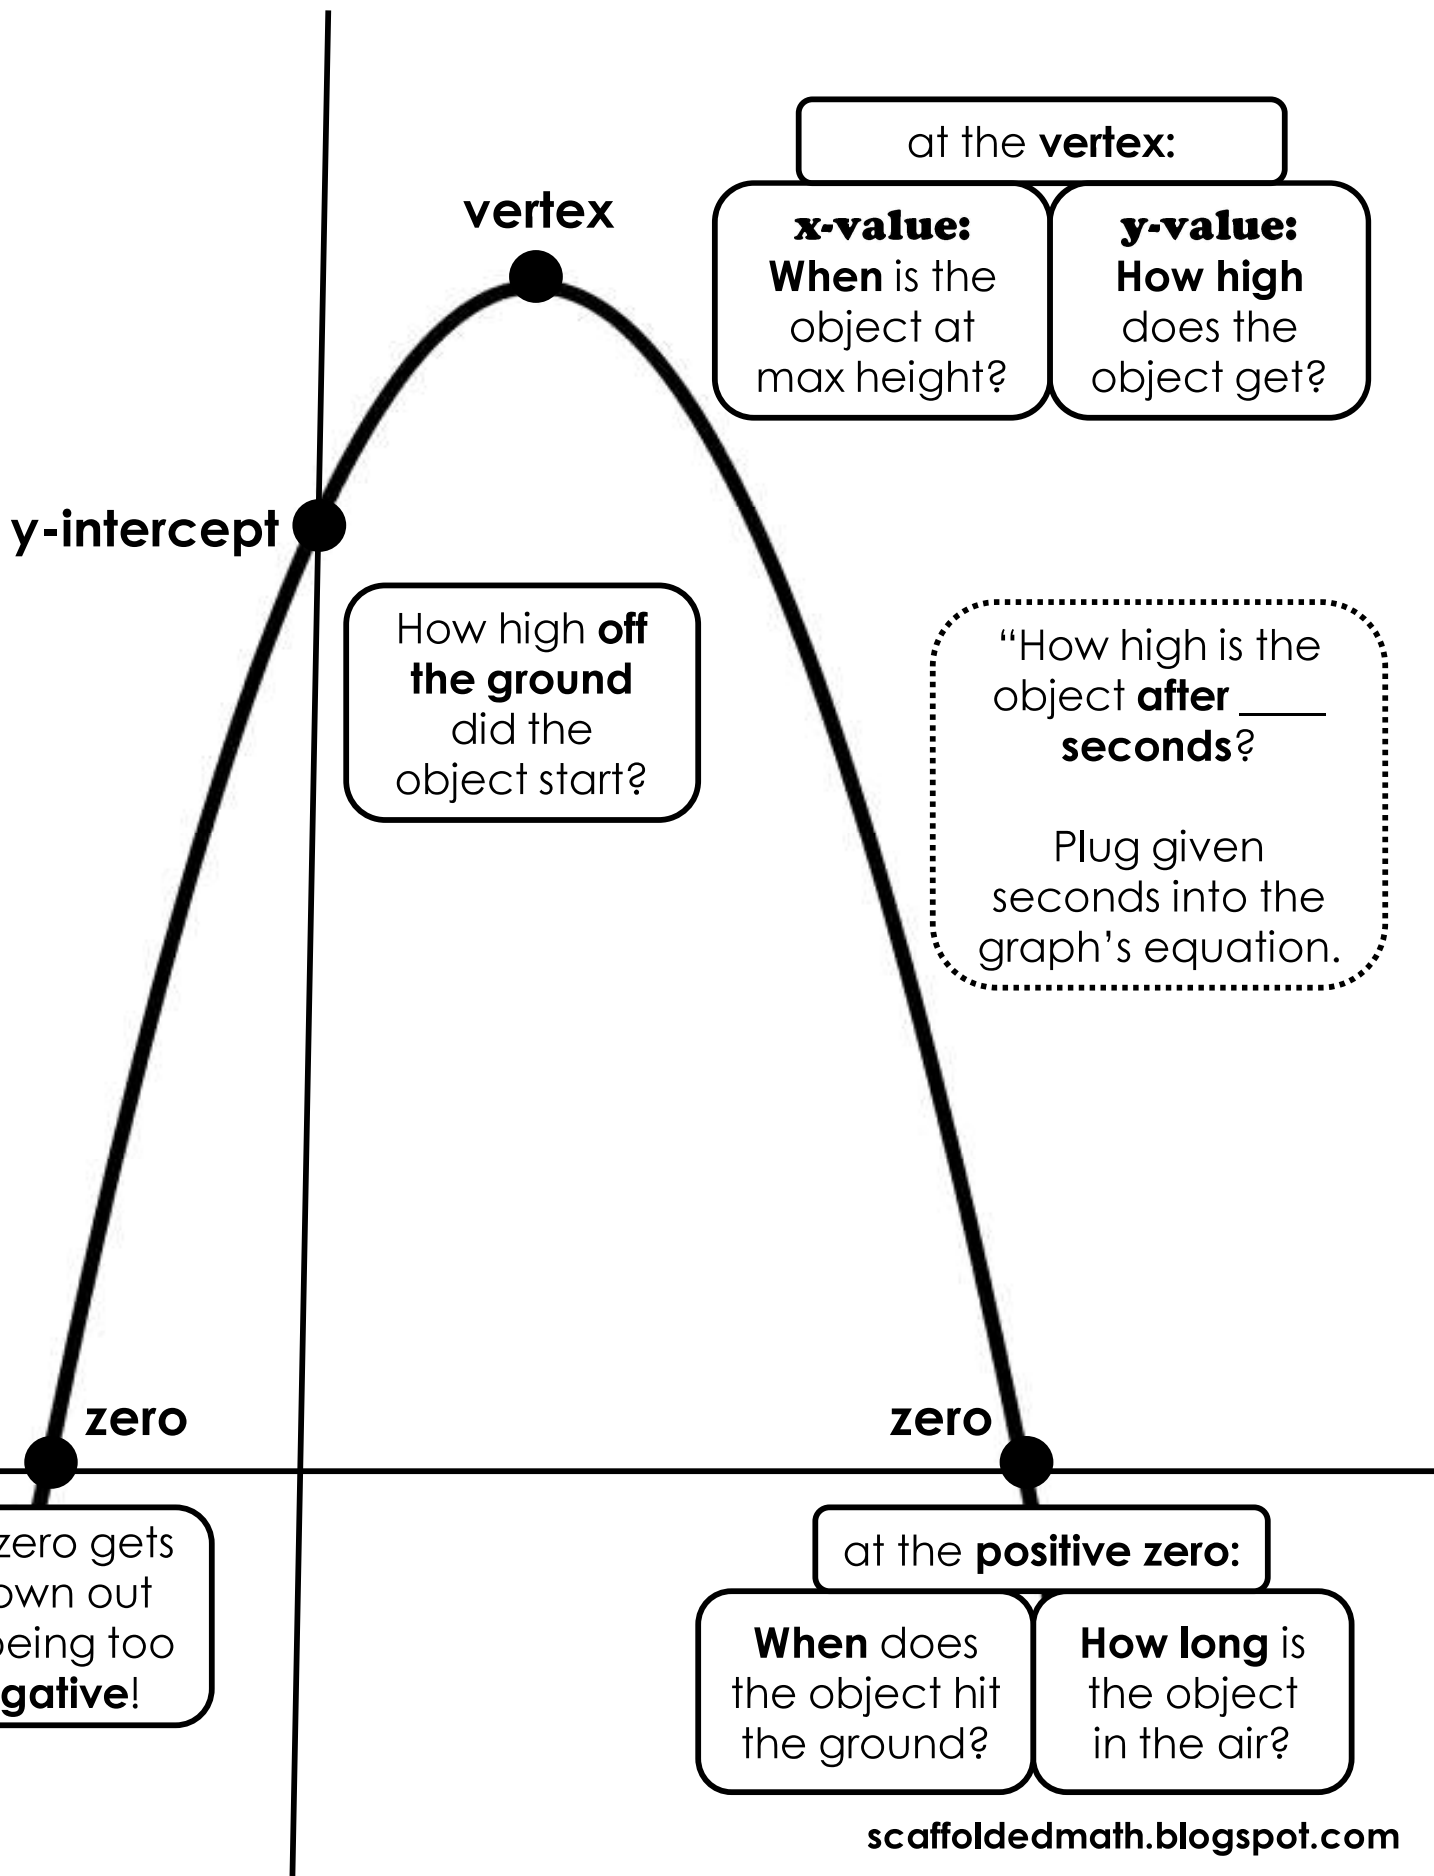 at the vertex:
vertex
x-value:
When is the
object at
max height?
y-value:
How high
does the
object get?
y-intercept
How high off
the ground
did the
object start?
“How high is the
object after ____
seconds?
Plug given
seconds into the
graph’s equation.
zero
zero
zero gets
out
too
at the positive zero:
When does
the object hit
the ground?
How long is
the object
in the air?
scaffoldedmath.blogspot.com